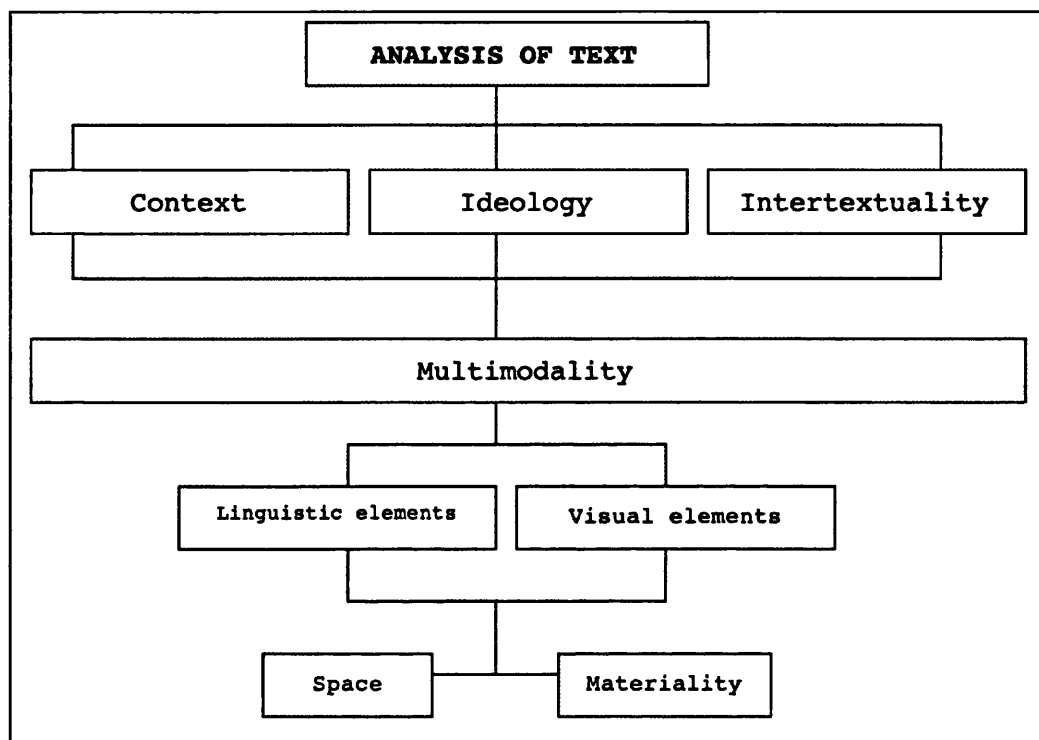 ANALYSIS OF TEXT
Context
Ideology
Intertextuality
Multimodality
Linguistic elements
Visual elements
Space
Materiality